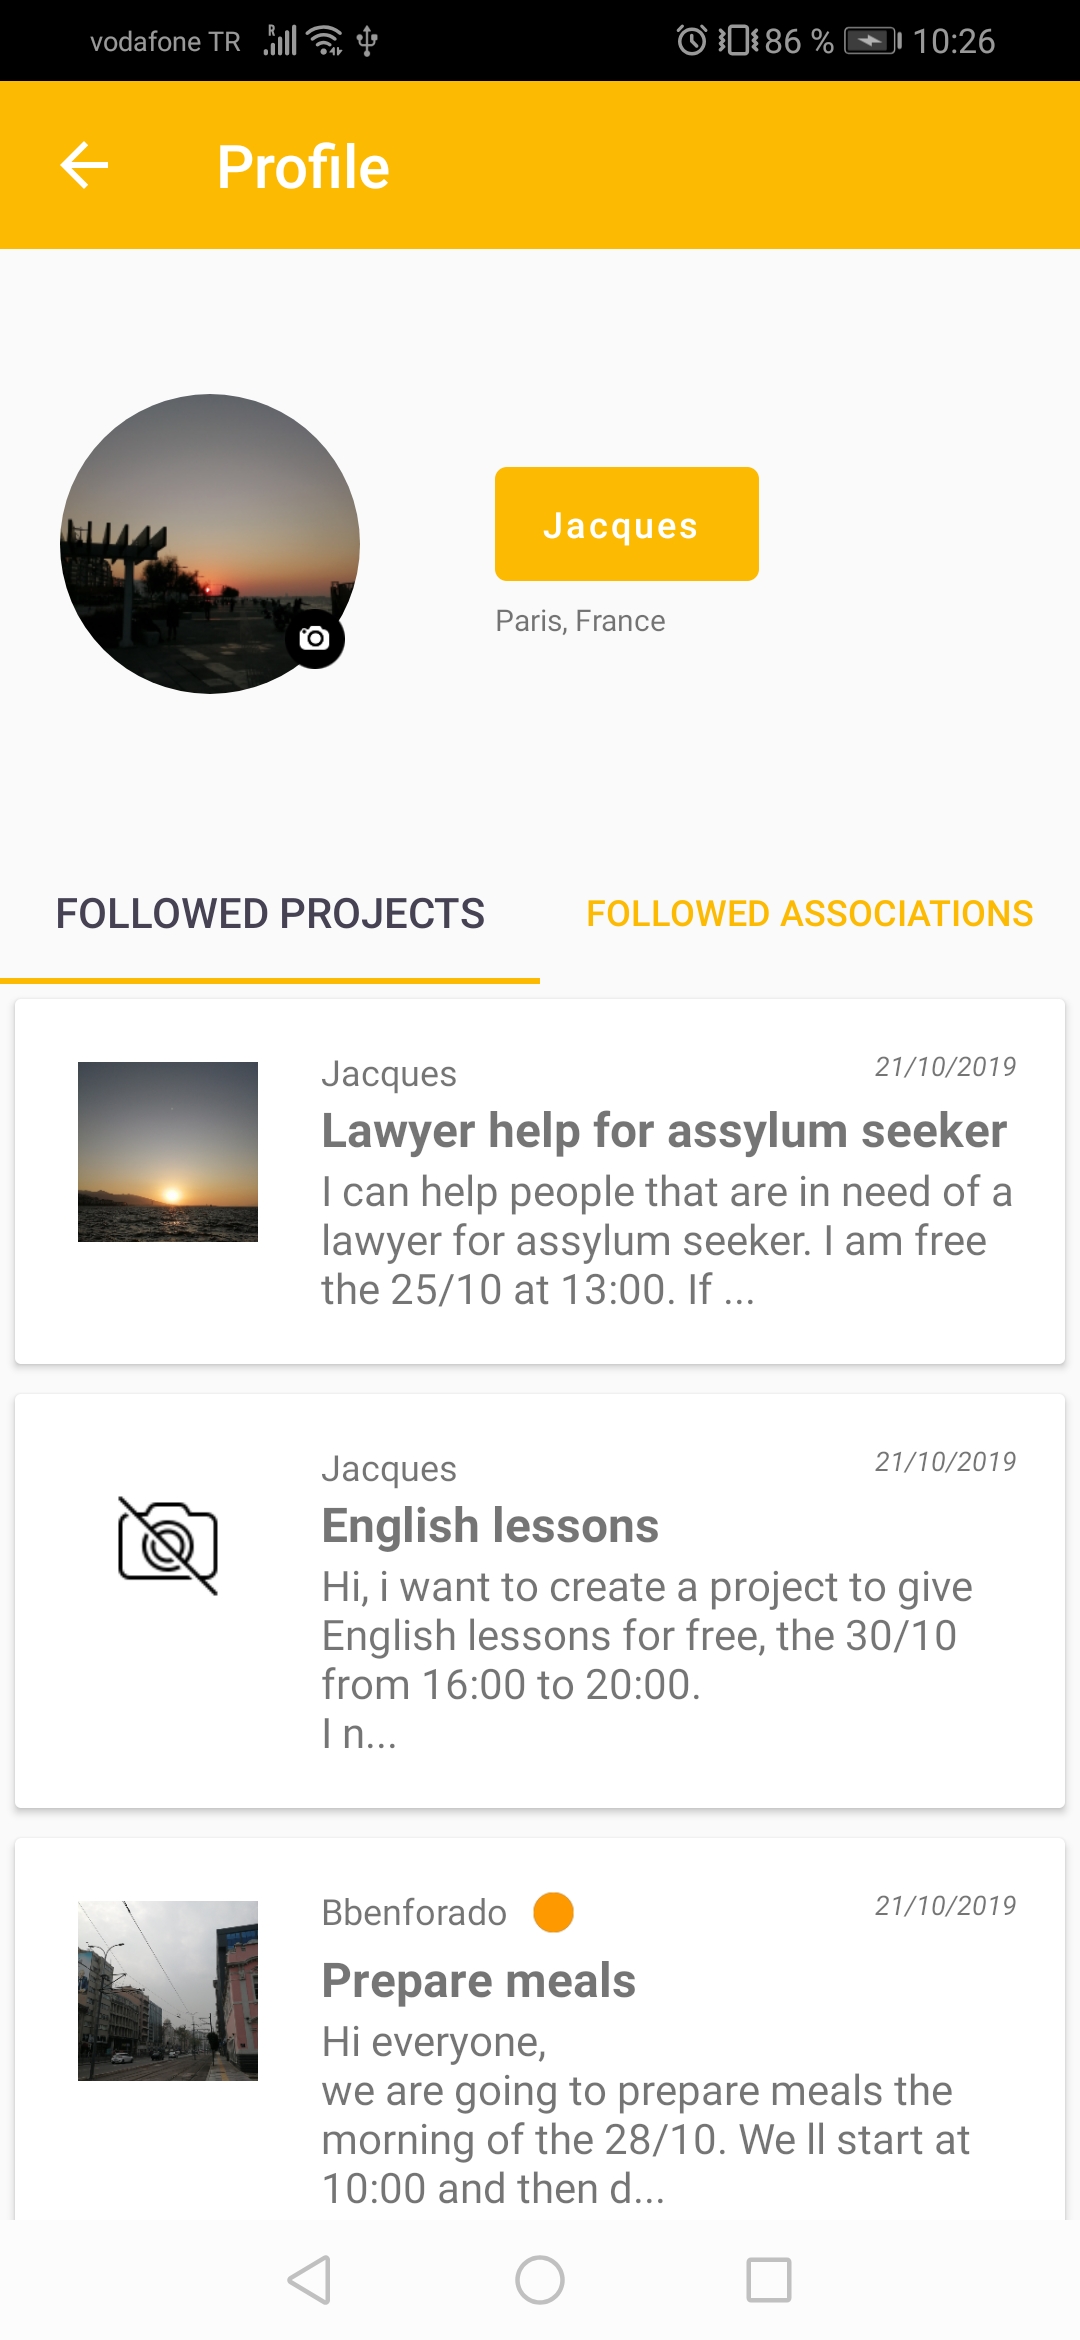 vodafone TR
R
86 %
10:26
Profile
Jacques
Paris, France
FOLLOWED PROJECTS
FOLLOWED ASSOCIATIONS
Jacques
21/10/2019
Lawyer help for assylum seeker
I can help people that are in need of a
lawyer for assylum seeker. I am free
the 25/10 at 13:00. If ...
Jacques
21/10/2019
English lessons
Hi, i want to create a project to give
English lessons for free, the 30/10
from 16:00 to 20:00.
I n...
Bbenforado
21/10/2019
Prepare meals
Hi everyone,
we are going to prepare meals the
morning of the 28/10. We ll start at
10:00 and then d...